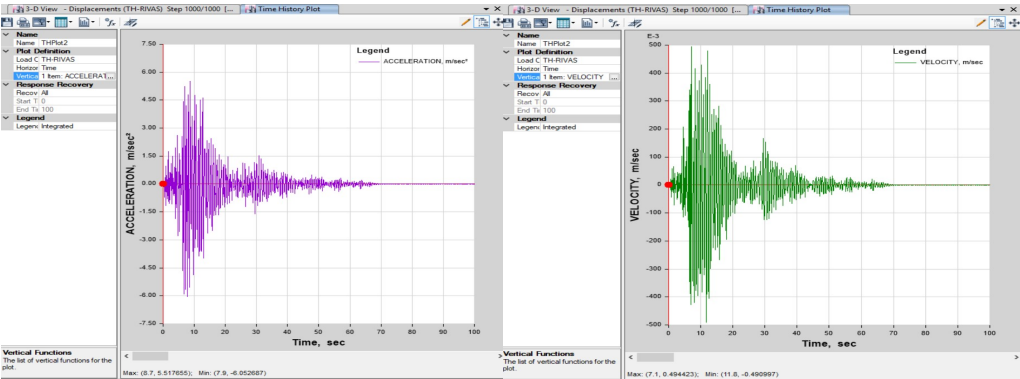 3-D View - Displacements (TH-RIVAS) Step 1000/1000 [...
Time History Plot
Name
Name THPlot2
Plot Definition
Load C TH-RIVAS
Horizor Time
Vertica 1 Item: ACCELERAT...
Response Recovery
Recov All
Start T 0
End Ti 100
Legend
Legenc Integrated
Vertical Functions
The list of vertical functions for the
plot.
Legend
ACCELERATION, m/sec²
ACCELERATION, m/sec²
7.50
6.00
4.50
3.00
1.50
0.00
-1.50
-3.00
-4.50
-6.00
-7.50
0 10 20 30 40 50 60 70 80 90 100
Time, sec
Max: (8.7, 5.517655); Min: (7.9, -6.052687)
3-D View - Displacements (TH-RIVAS) Step 1000/1000 [...
Time History Plot
Name
Name THPlot2
Plot Definition
Load C TH-RIVAS
Horizor Time
Vertica 1 Item: VELOCITY ...
Response Recovery
Recov All
Start T 0
End Ti 100
Legend
Legenc Integrated
Vertical Functions
The list of vertical functions for the
plot.
E-3
Legend
VELOCITY, m/sec
VELOCITY, m/sec
500
400
300
200
100
0
-100
-200
-300
-400
-500
0 10 20 30 40 50 60 70 80 90 100
Time, sec
Max: (7.1, 0.494423); Min: (11.8, -0.490997)